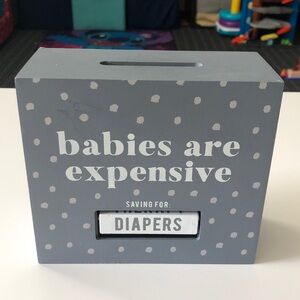 babies are
expensive
SAVING FOR:
DIAPERS